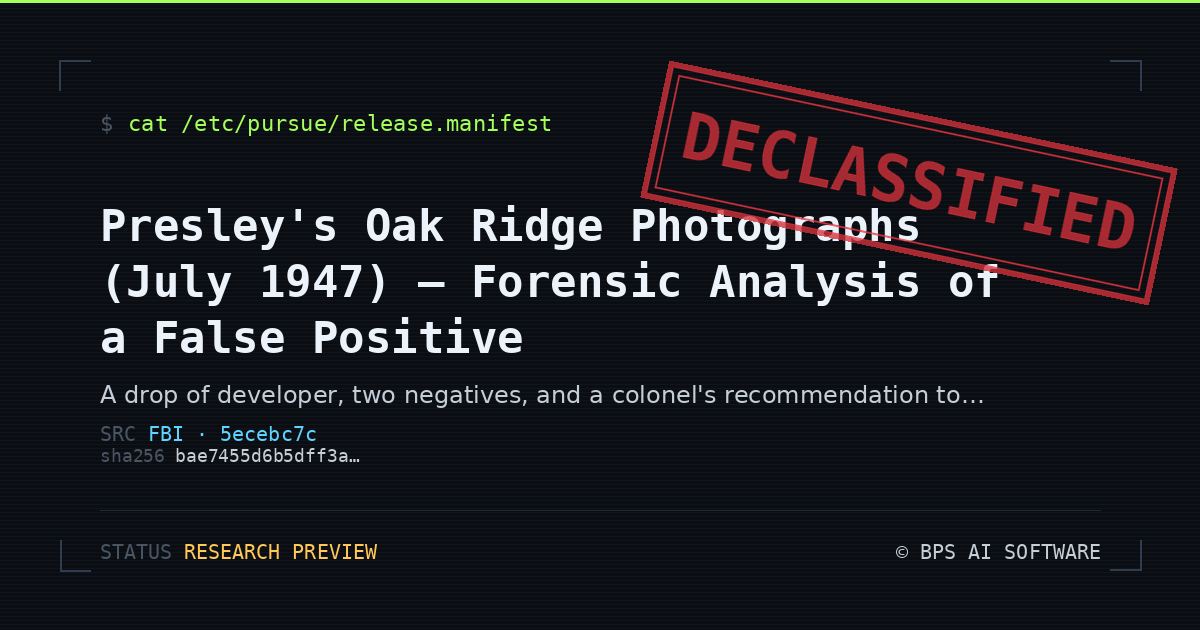 $ cat /etc/pursue/release.manifest
DECLASSIFIED
Presley's Oak Ridge Photographs
(July 1947) — Forensic Analysis of
a False Positive
A drop of developer, two negatives, and a colonel's recommendation to…
SRC FBI · 5ecebc7c
sha256 bae7455d6b5dff3a…
STATUS RESEARCH PREVIEW
© BPS AI SOFTWARE